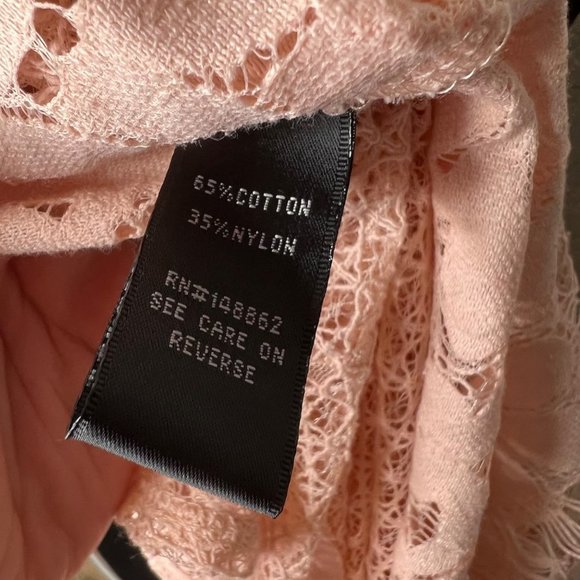 65%COTTON
35%NYLON
RN#148862
SEE CARE ON
REVERSE